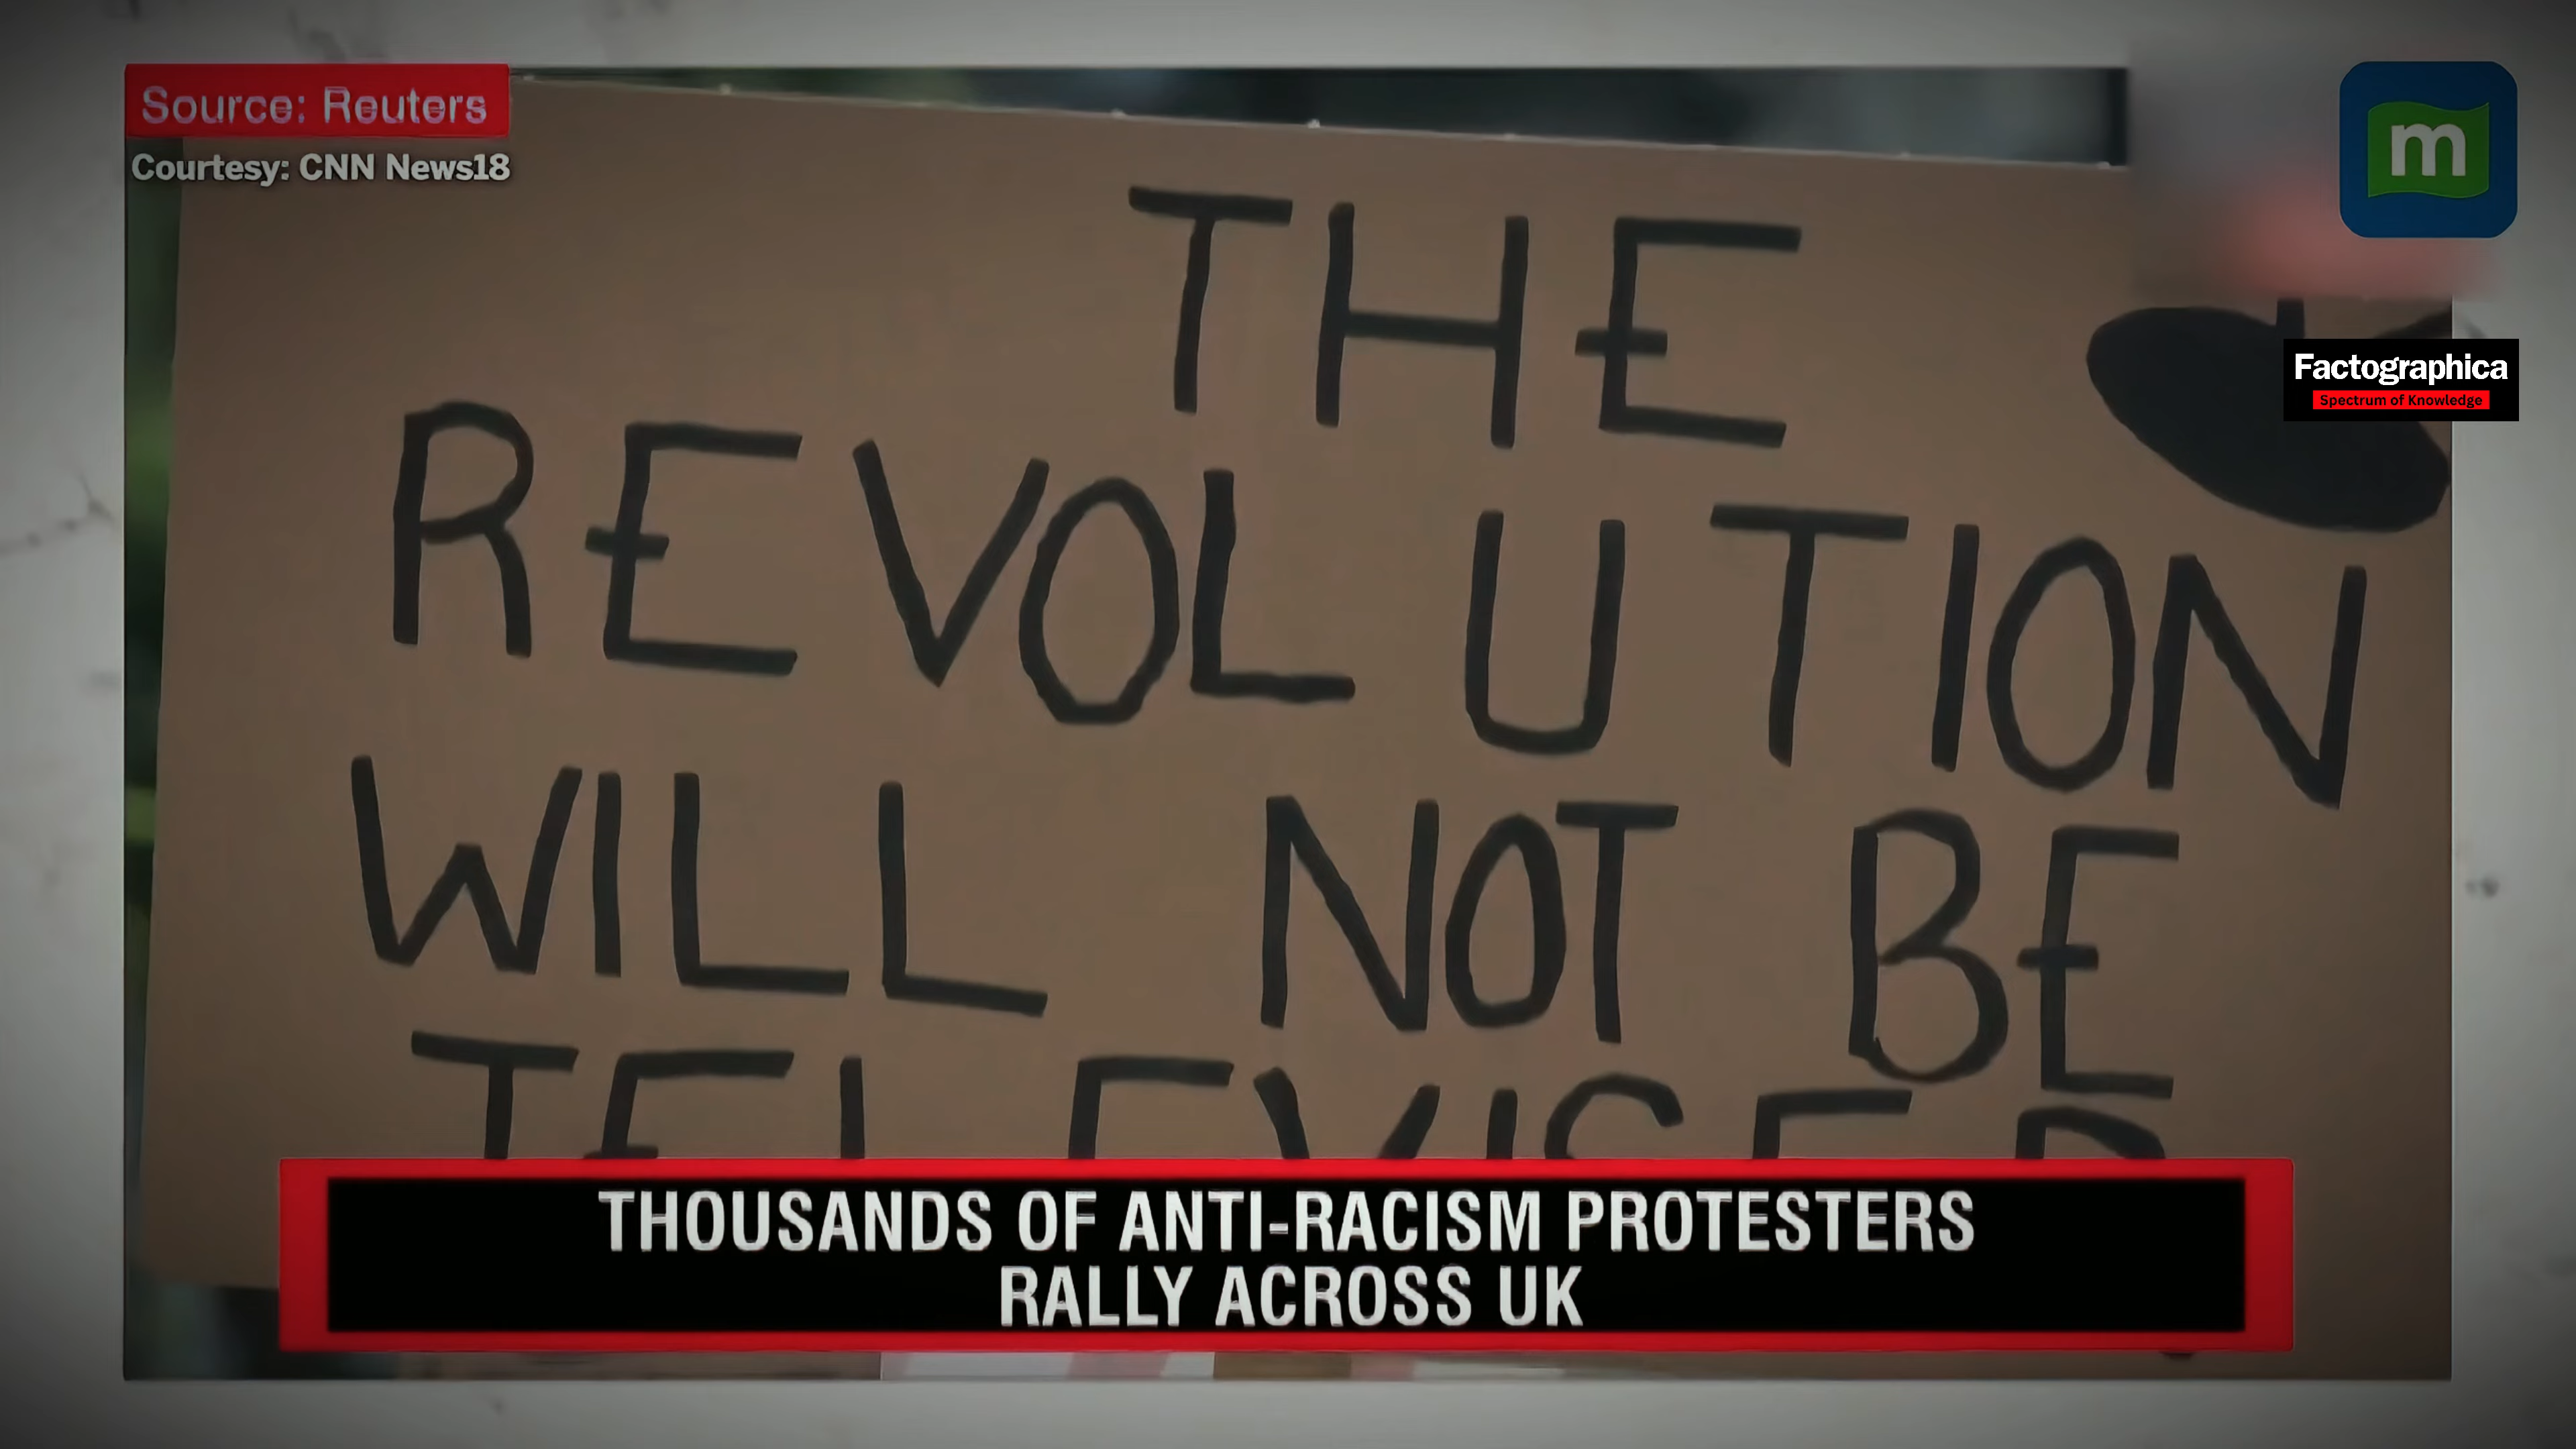 Source: Reuters
Courtesy: CNN News18
m
Factographica
Spectrum of Knowledge
THE
REVOLUTION
WILL NOT BE
TELEVISED
THOUSANDS OF ANTI-RACISM PROTESTERS
RALLY ACROSS UK